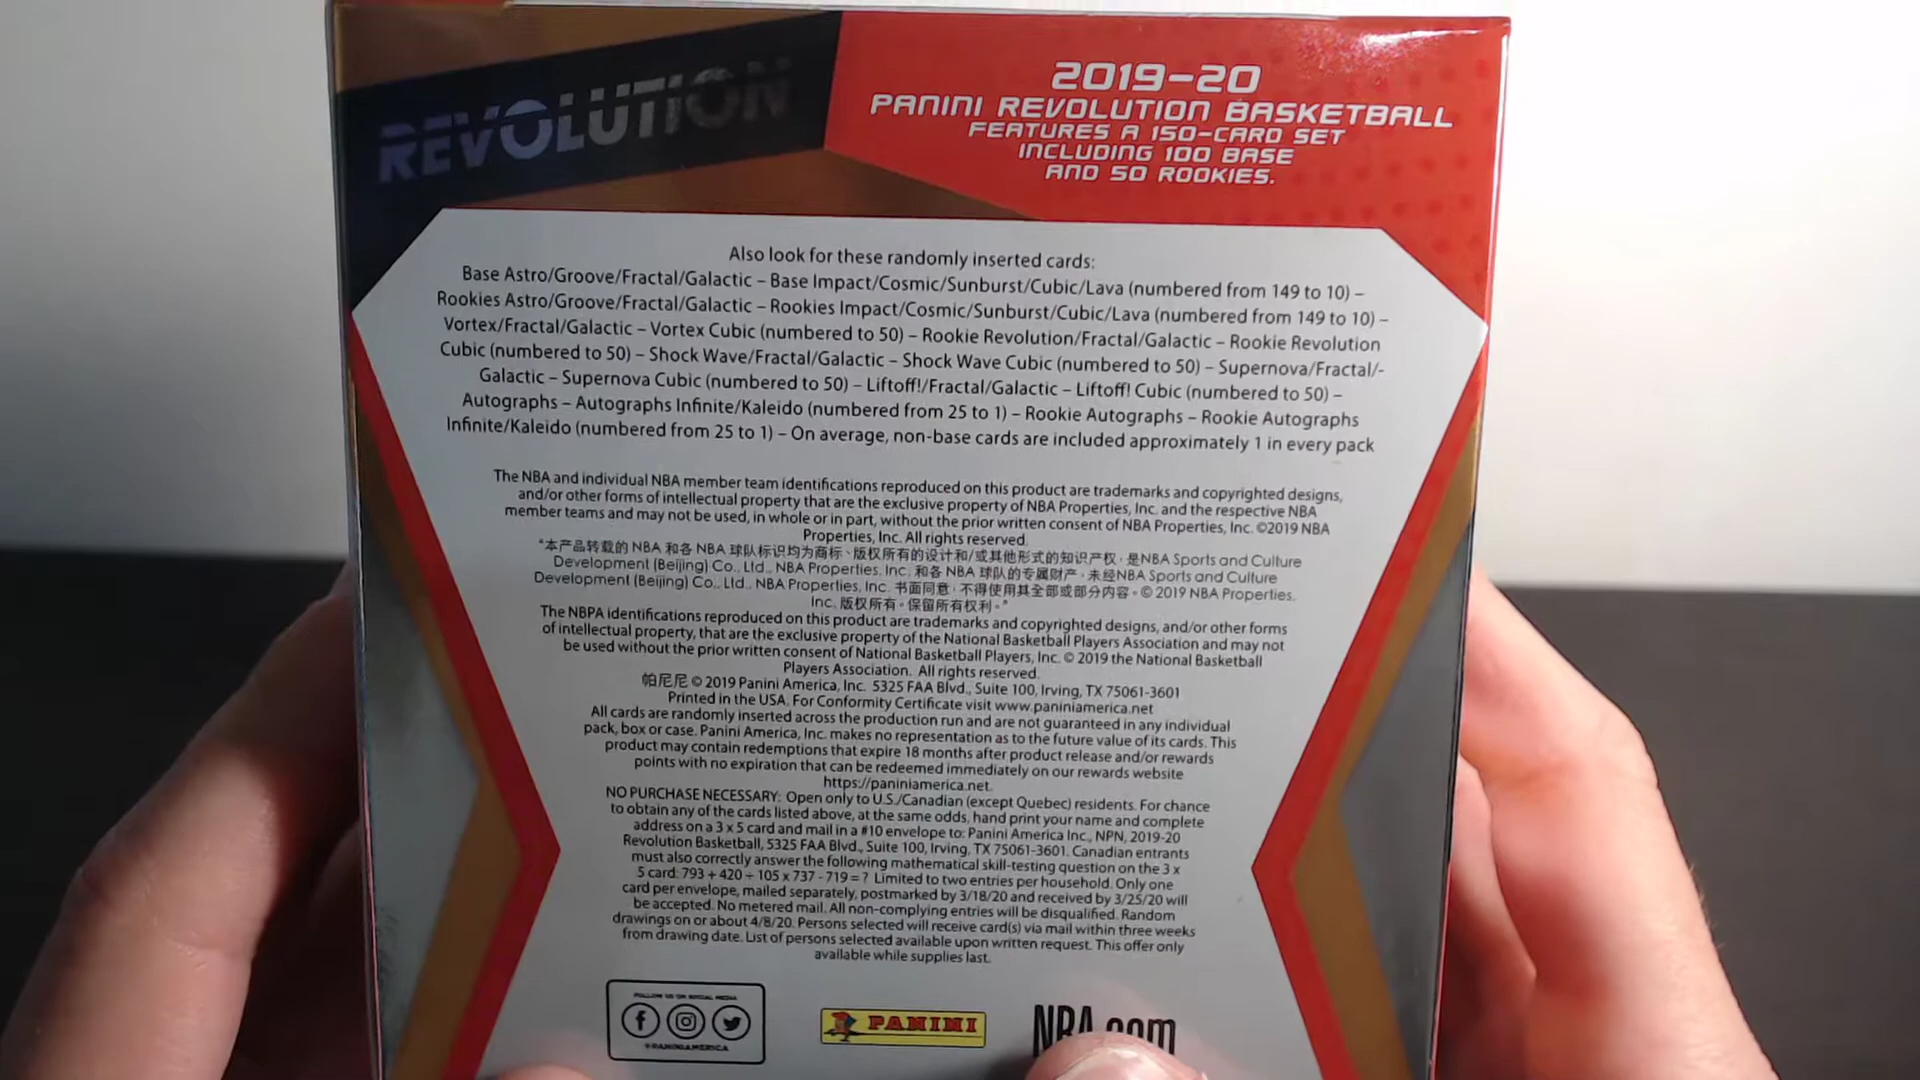 REVOLUTION
2019-20
PANINI REVOLUTION BASKETBALL
FEATURES A 150-CARD SET
INCLUDING 100 BASE
AND 50 ROOKIES.
Also look for these randomly inserted cards:
Base Astro/Groove/Fractal/Galactic – Base Impact/Cosmic/Sunburst/Cubic/Lava (numbered from 149 to 10) –
Rookies Astro/Groove/Fractal/Galactic – Rookies Impact/Cosmic/Sunburst/Cubic/Lava (numbered from 149 to 10) –
Vortex/Fractal/Galactic – Vortex Cubic (numbered to 50) – Rookie Revolution/Fractal/Galactic – Rookie Revolution
Cubic (numbered to 50) – Shock Wave/Fractal/Galactic – Shock Wave Cubic (numbered to 50) – Supernova/Fractal/-
Galactic – Supernova Cubic (numbered to 50) – Liftoff!/Fractal/Galactic – Liftoff! Cubic (numbered to 50) –
Autographs – Autographs Infinite/Kaleido (numbered from 25 to 1) – Rookie Autographs – Rookie Autographs
Infinite/Kaleido (numbered from 25 to 1) – On average, non-base cards are included approximately 1 in every pack
The NBA and individual NBA member team identifications reproduced on this product are trademarks and copyrighted designs,
and/or other forms of intellectual property that are the exclusive property of NBA Properties, Inc. and the respective NBA
member teams and may not be used, in whole or in part, without the prior written consent of NBA Properties, Inc. ©2019 NBA
Properties, Inc. All rights reserved.
"本产品转载的 NBA 和各 NBA 球队标识均为商标、版权所有的设计和/或其他形式的知识产权，是NBA Sports and Culture
Development (Beijing) Co., Ltd., NBA Properties, Inc. 和各 NBA 球队的专属财产，未经NBA Sports and Culture
Development (Beijing) Co., Ltd., NBA Properties, Inc. 书面同意，不得使用其全部或部分内容。© 2019 NBA Properties,
Inc. 版权所有。保留所有权利。"
The NBPA identifications reproduced on this product are trademarks and copyrighted designs, and/or other forms
of intellectual property, that are the exclusive property of the National Basketball Players Association and may not
be used without the prior written consent of National Basketball Players, Inc. © 2019 the National Basketball
Players Association. All rights reserved.
帕尼尼 © 2019 Panini America, Inc. 5325 FAA Blvd., Suite 100, Irving, TX 75061-3601
Printed in the USA. For Conformity Certificate visit www.paniniamerica.net
All cards are randomly inserted across the production run and are not guaranteed in any individual
pack, box or case. Panini America, Inc. makes no representation as to the future value of its cards. This
product may contain redemptions that expire 18 months after product release and/or rewards
points with no expiration that can be redeemed immediately on our rewards website
https://paniniamerica.net.
NO PURCHASE NECESSARY: Open only to U.S./Canadian (except Quebec) residents. For chance
to obtain any of the cards listed above, at the same odds, hand print your name and complete
address on a 3 x 5 card and mail in a #10 envelope to: Panini America Inc., NPN, 2019-20
Revolution Basketball, 5325 FAA Blvd., Suite 100, Irving, TX 75061-3601. Canadian entrants
must also correctly answer the following mathematical skill-testing question on the 3 x
5 card: 793 + 420 ÷ 105 x 737 - 719 = ? Limited to two entries per household. Only one
card per envelope, mailed separately, postmarked by 3/18/20 and received by 3/25/20 will
be accepted. No metered mail. All non-complying entries will be disqualified. Random
drawings on or about 4/8/20. Persons selected will receive card(s) via mail within three weeks
from drawing date. List of persons selected available upon written request. This offer only
available while supplies last.
FOLLOW US ON SOCIAL MEDIA
@PANINIAMERICA
PANINI
NBA.com